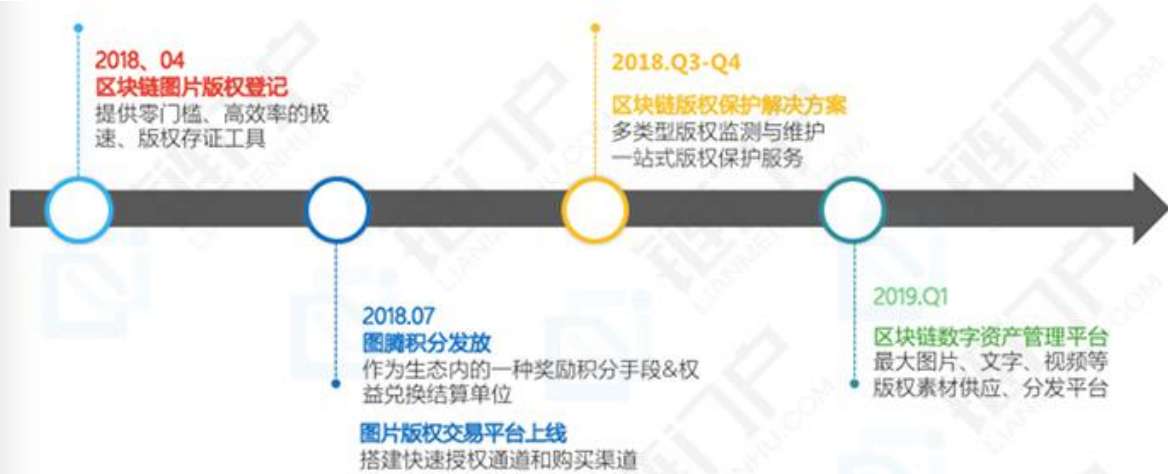 2018、04
区块链图片版权登记
提供零门槛、高效率的极
速、版权存证工具
2018.07
图腾积分发放
作为生态内的一种奖励积分手段&权
益兑换结算单位
图片版权交易平台上线
搭建快速授权通道和购买渠道
2018.Q3-Q4
区块链版权保护解决方案
多类型版权监测与维护
一站式版权保护服务
2019.Q1
区块链数字资产管理平台
最大图片、文字、视频等
版权素材供应、分发平台
链门户
LIANMENHU.COM